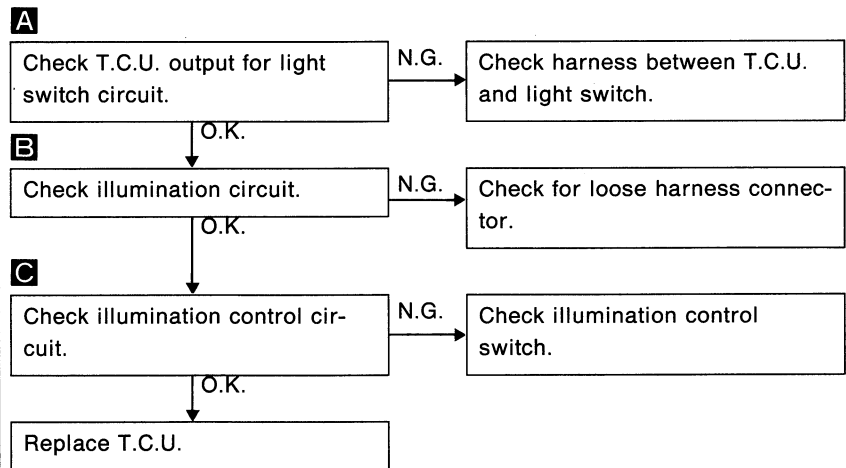 A
Check T.C.U. output for light
switch circuit.
N.G.
Check harness between T.C.U.
and light switch.
O.K.
B
Check illumination circuit.
N.G.
Check for loose harness connec-
tor.
O.K.
C
Check illumination control cir-
cuit.
N.G.
Check illumination control
switch.
O.K.
Replace T.C.U.